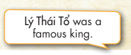 Lý Thái Tổ was a
famous king.